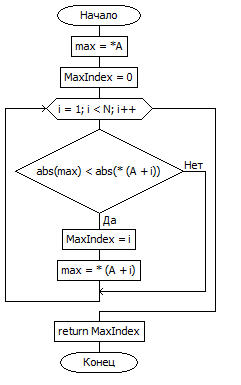 Начало
max = *A
MaxIndex = 0
i = 1; i < N; i++
abs(max) < abs(* (A + i))
Нет
Да
MaxIndex = i
max = * (A + i)
return MaxIndex
Конец